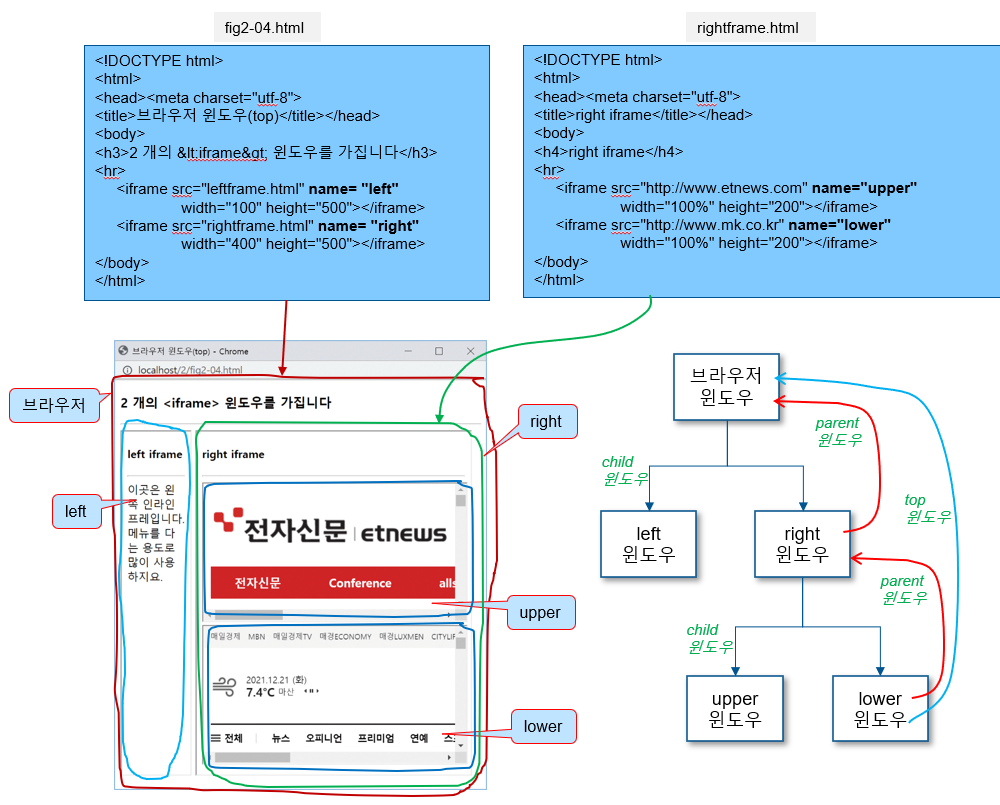 fig2-04.html
<!DOCTYPE html>
<html>
<head><meta charset="utf-8">
<title>브라우저 윈도우(top)</title></head>
<body>
<h3>2 개의 &lt;iframe&gt; 윈도우를 가집니다</h3>
<hr>
<iframe src="leftframe.html" name= "left"
width="100" height="500"></iframe>
<iframe src="rightframe.html" name= "right"
width="400" height="500"></iframe>
</body>
</html>
rightframe.html
<!DOCTYPE html>
<html>
<head><meta charset="utf-8">
<title>right iframe</title></head>
<body>
<h4>right iframe</h4>
<hr>
<iframe src="http://www.etnews.com" name="upper"
width="100%" height="200"></iframe>
<iframe src="http://www.mk.co.kr" name="lower"
width="100%" height="200"></iframe>
</body>
</html>
브라우저 윈도우(top) - Chrome
localhost/2/fig2-04.html
2 개의 <iframe> 윈도우를 가집니다
브라우저
left
right
upper
lower
left iframe
이곳은 왼
쪽 인라인
프레입니다.
메뉴를 다
는 용도로
많이 사용
하지요.
right iframe
전자신문 | etnews
전자신문 Conference alls
매일경제 MBN 매일경제TV 매경ECONOMY 매경LUXMEN CITYLIF
2021.12.21 (화)
7.4℃ 마산
전체 뉴스 오피니언 프리미엄 연예 스
브라우저
윈도우
parent
윈도우
child
윈도우
top
윈도우
left
윈도우
right
윈도우
parent
윈도우
child
윈도우
upper
윈도우
lower
윈도우